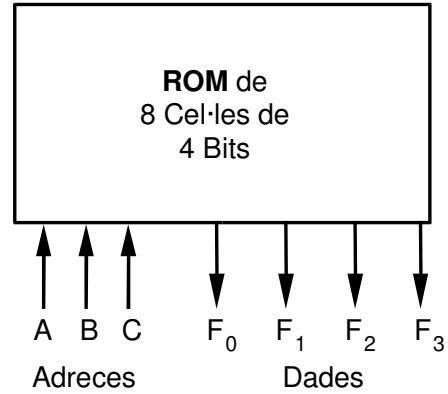 ROM de
8 Cel·les de
4 Bits
A B C F0 F1 F2 F3
Adreces Dades